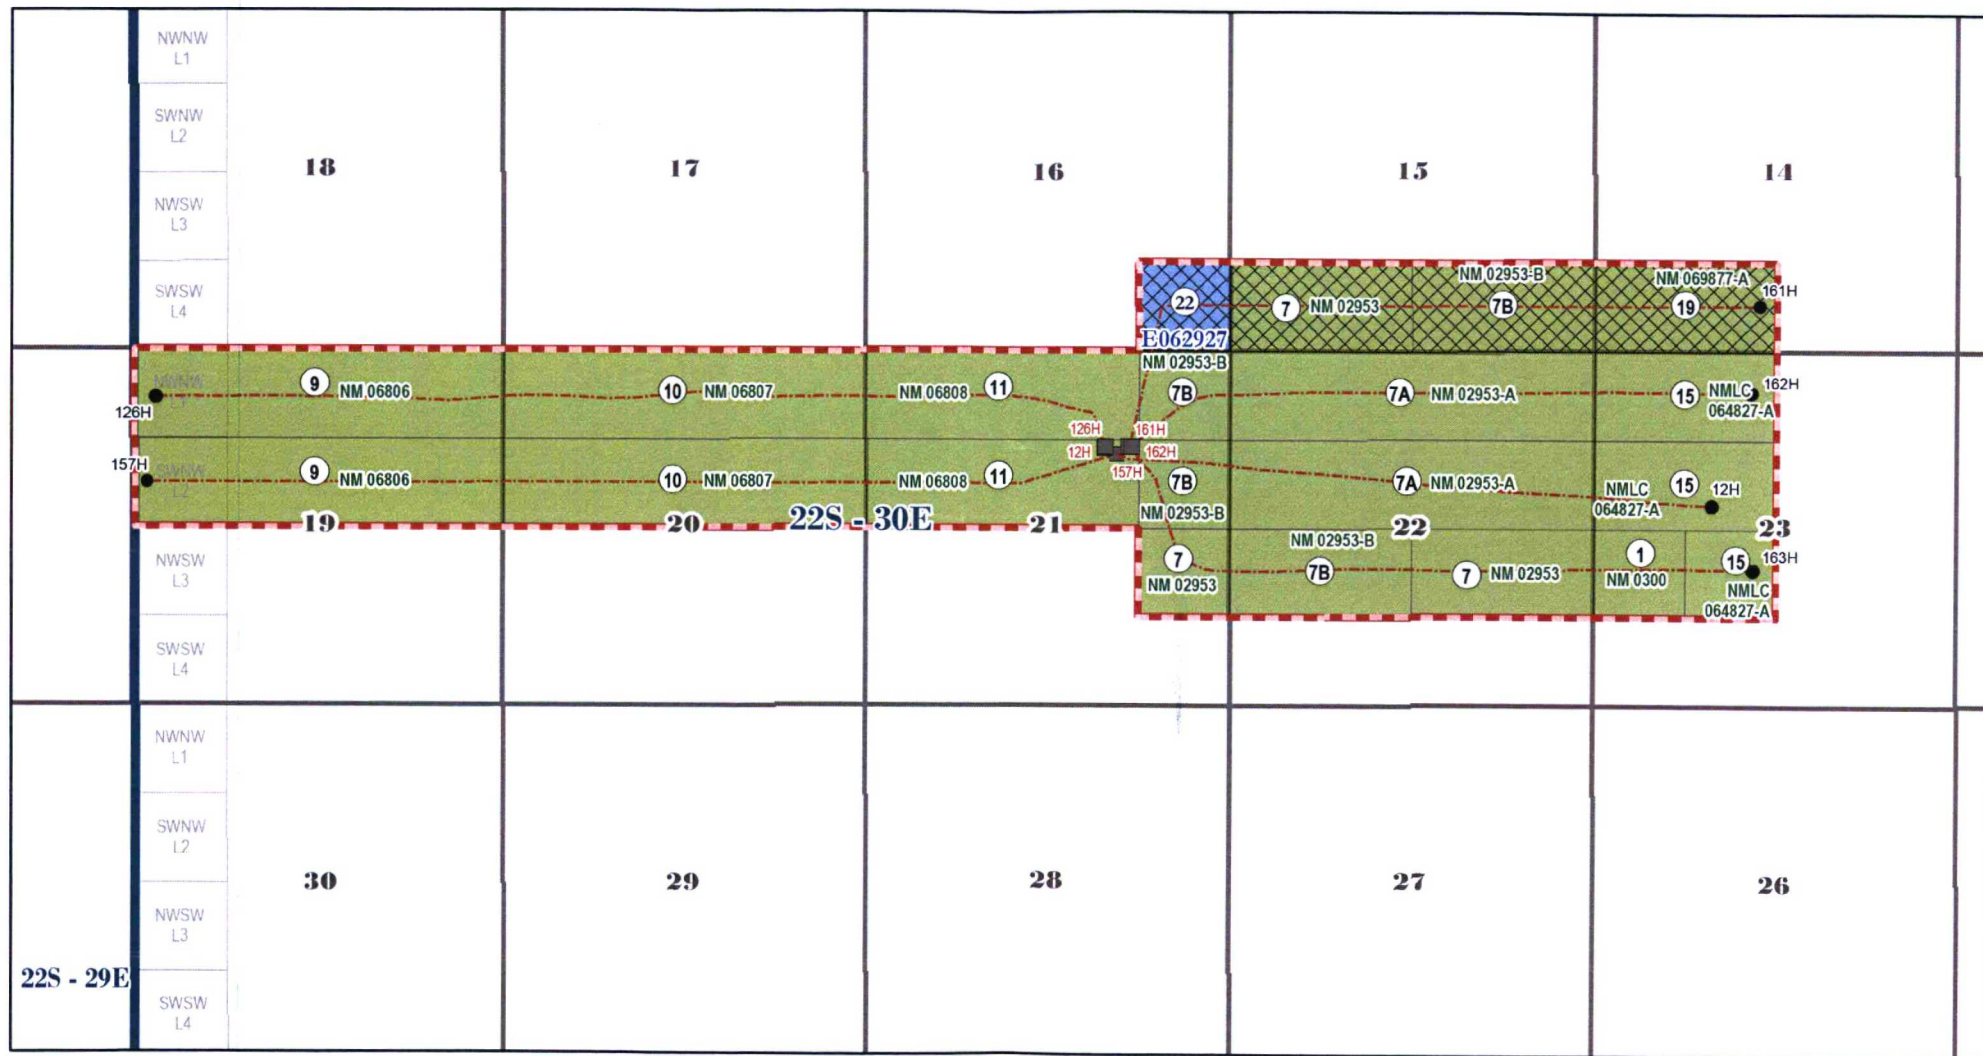 NWNW
L1
SWNW
L2
18
17
16
15
14
NWSW
L3
SWSW
L4
NM 02953-B
NM 069877-A
161H
22
7
NM 02953
7B
19
E062927
NM 02953-B
NWNW
L1
9
NM 06806
10
NM 06807
NM 06808
11
7B
7A
NM 02953-A
15
NMLC
064827-A
162H
126H
126H
161H
12H
162H
157H
157H
SWNW
L2
9
NM 06806
10
NM 06807
NM 06808
11
7B
7A
NM 02953-A
15
NMLC
064827-A
12H
NM 02953-B
19
20
22S - 30E
21
22
23
NM 02953-B
NWSW
L3
7
NM 02953
7B
7
NM 02953
1
NM 0300
15
163H
NMLC
064827-A
SWSW
L4
NWNW
L1
SWNW
L2
30
29
28
27
26
NWSW
L3
22S - 29E
SWSW
L4